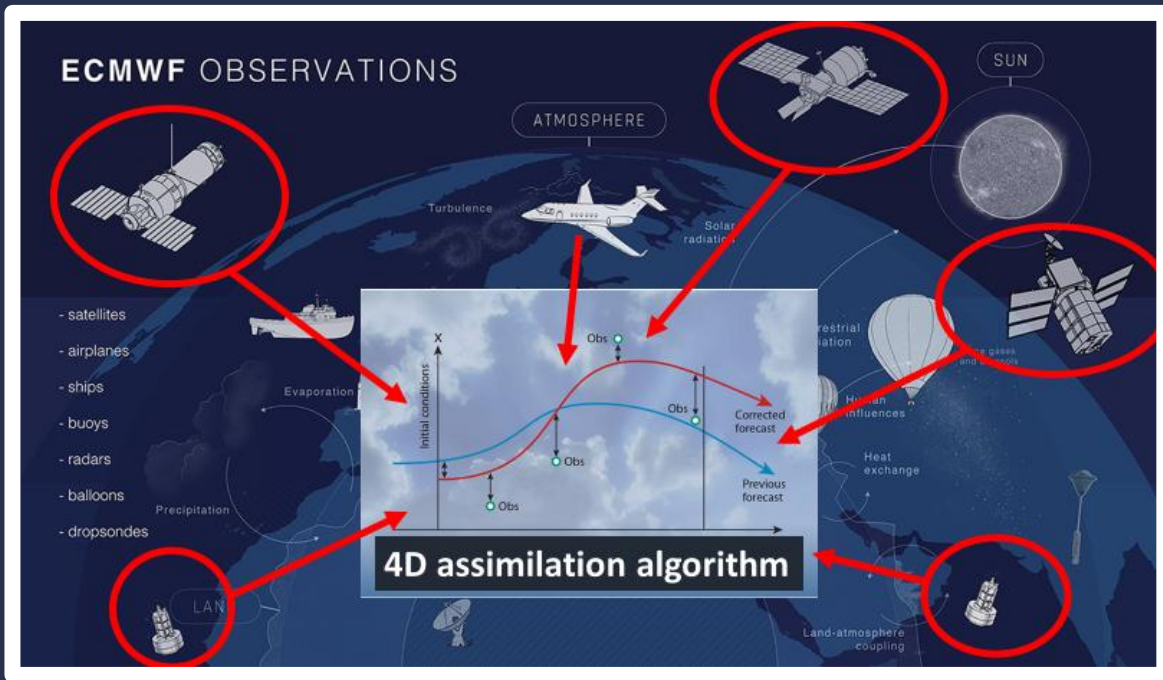 ECMWF OBSERVATIONS
SUN
ATMOSPHERE
Turbulence
Solar
radiation
- satellites
- airplanes
- ships
- buoys
- radars
- balloons
- dropsondes
Evaporation
Precipitation
X
Initial conditions
Obs
Obs
Obs
Obs
Corrected
forecast
Previous
forecast
4D assimilation algorithm
Human
influences
Heat
exchange
LAN
Land-atmosphere
coupling